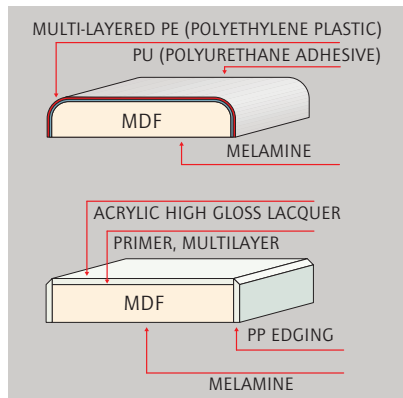 MULTI-LAYERED PE (POLYETHYLENE PLASTIC)
PU (POLYURETHANE ADHESIVE)
MDF
MELAMINE
ACRYLIC HIGH GLOSS LACQUER
PRIMER, MULTILAYER
MDF
PP EDGING
MELAMINE